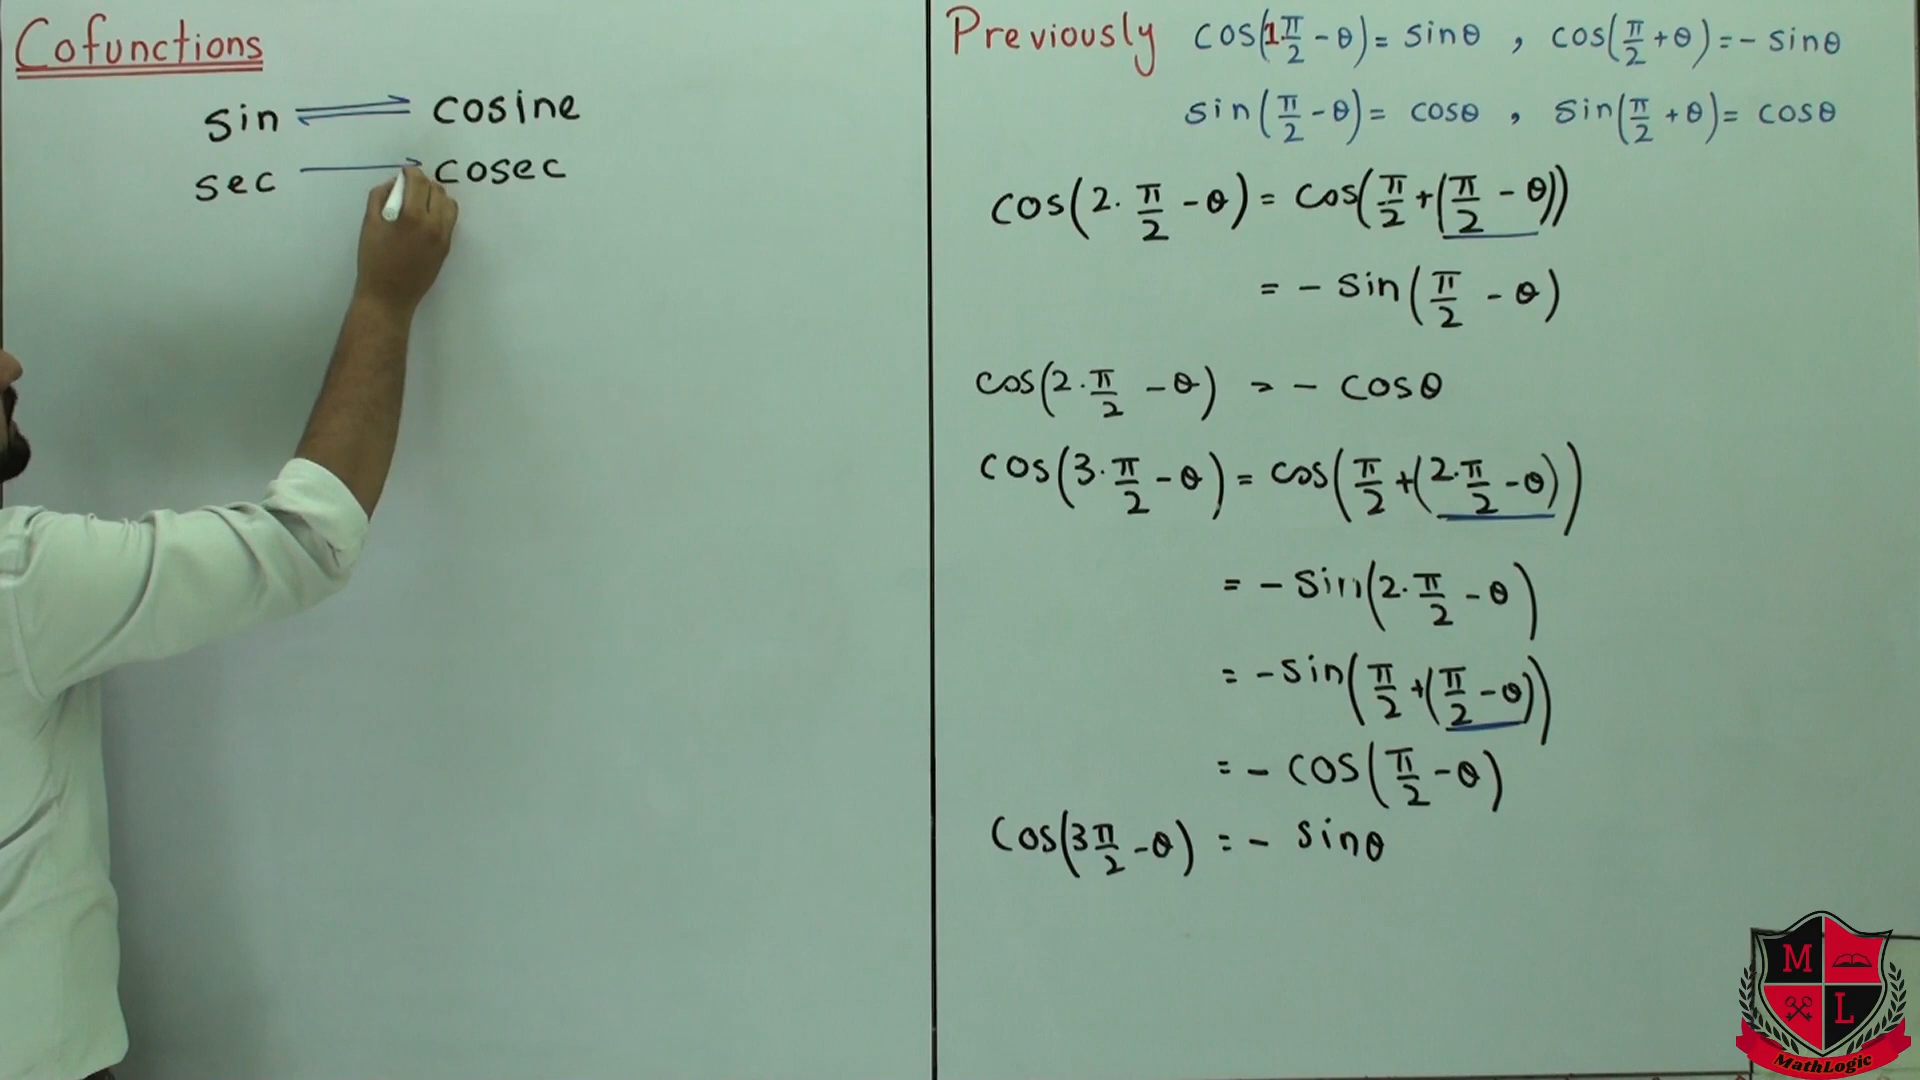 Cofunctions
sin ⇌ cosine
sec → cosec
Previously cos(1π/2 - θ) = sinθ , cos(π/2 + θ) = - sinθ
sin(π/2 - θ) = cosθ , sin(π/2 + θ) = cosθ
cos(2·π/2 - θ) = cos(π/2 + (π/2 - θ))
= - sin(π/2 - θ)
cos(2·π/2 - θ) = - cosθ
cos(3·π/2 - θ) = cos(π/2 + (2·π/2 - θ))
= - sin(2·π/2 - θ)
= - sin(π/2 + (π/2 - θ))
= - cos(π/2 - θ)
cos(3π/2 - θ) = - sinθ
M
L
MathLogic